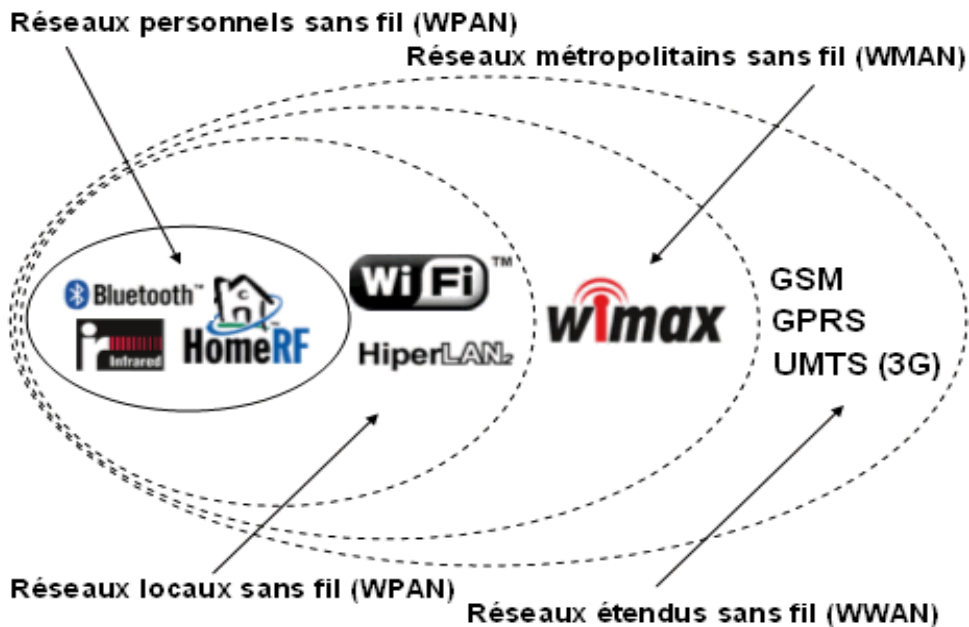 Réseaux personnels sans fil (WPAN)
Réseaux métropolitains sans fil (WMAN)
Bluetooth™
Infrared
HomeRF™
WiFi™
HiperLAN2
wimax
GSM
GPRS
UMTS (3G)
Réseaux locaux sans fil (WPAN)
Réseaux étendus sans fil (WWAN)